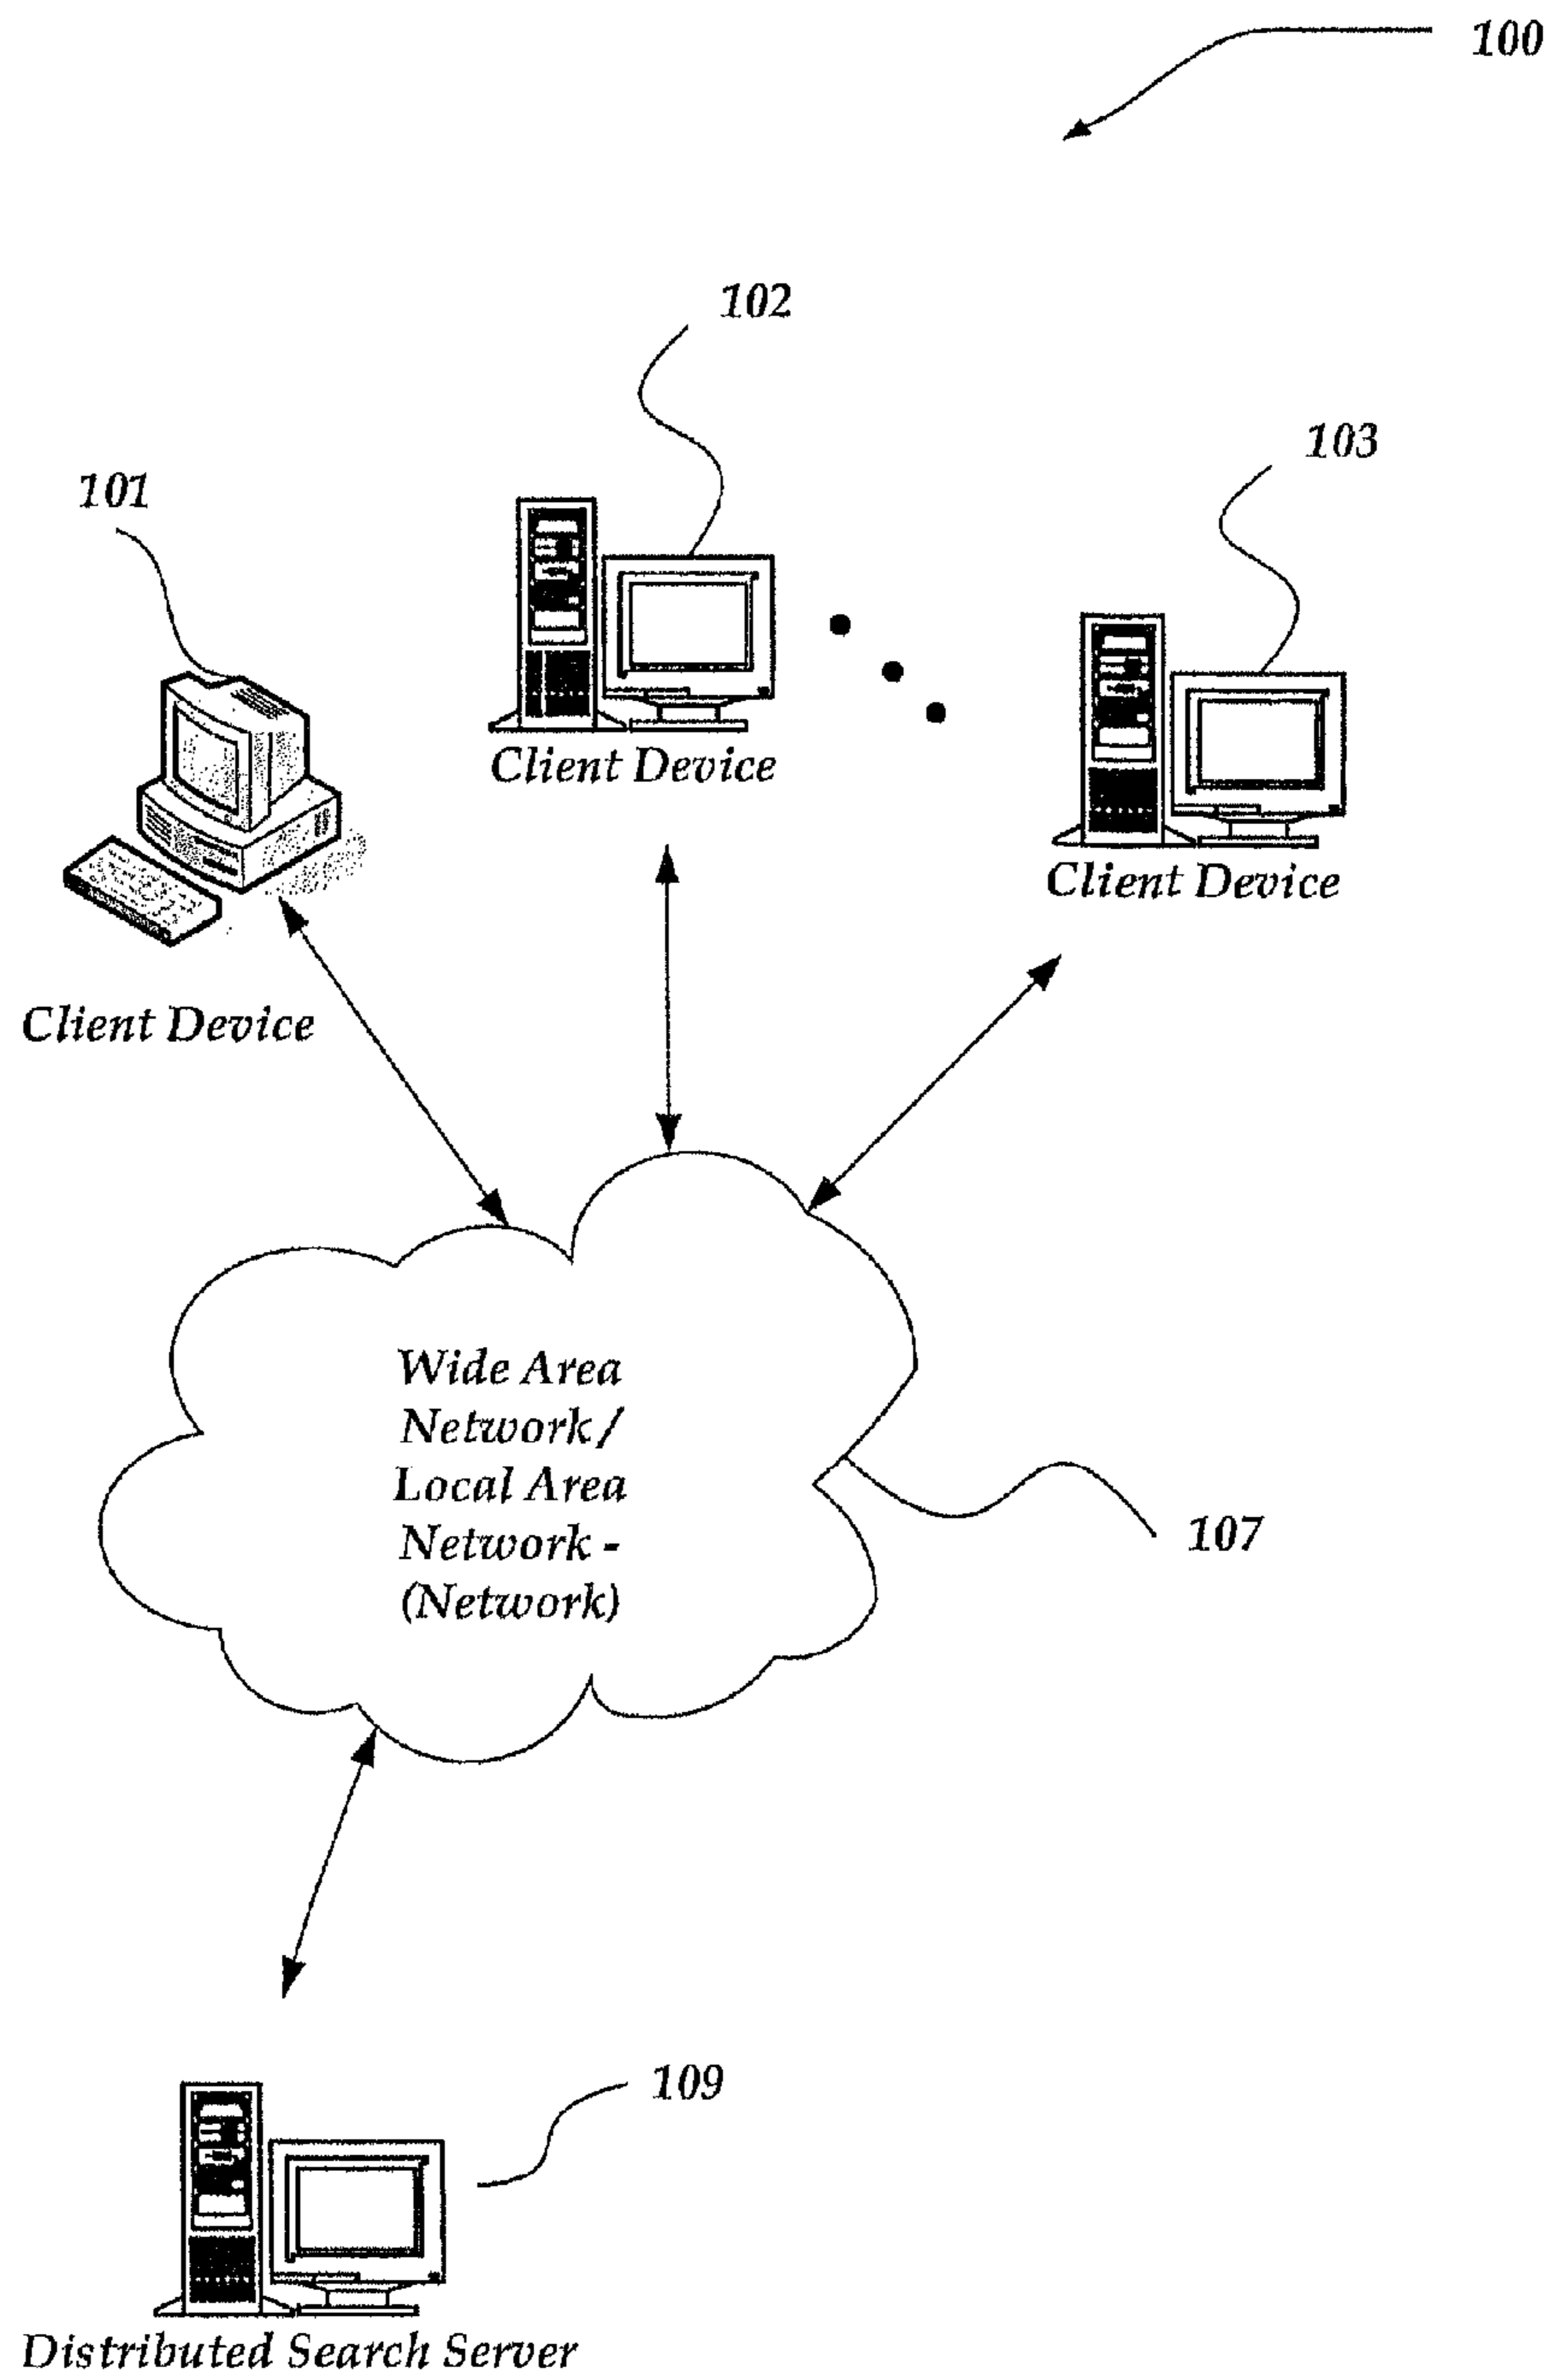 100
102
103
101
Client Device
Client Device
Client Device
Wide Area
Network/
Local Area
Network -
(Network)
107
109
Distributed Search Server